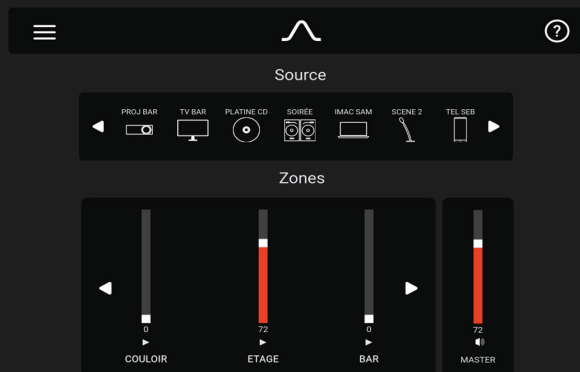 ?
Source
PROJ BAR TV BAR PLATINE CD SOIRÉE IMAC SAM SCENE 2 TEL SEB
Zones
0 72 0 72
COULOIR ETAGE BAR MASTER